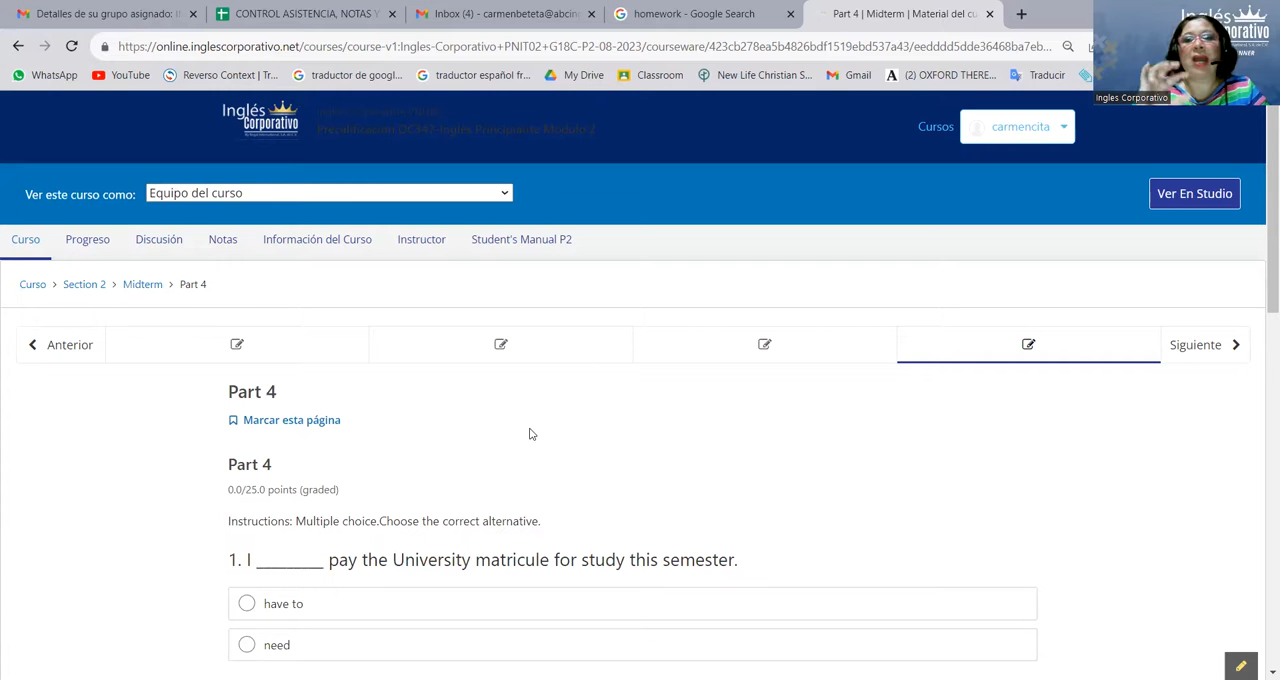 Detalles de su grupo asignado: It
CONTROL ASISTENCIA, NOTAS Y
Inbox (4) - carmenbeteta@abcin
homework - Google Search
Part 4 | Midterm | Material del cu
https://online.inglescorporativo.net/courses/course-v1:Ingles-Corporativo+PNIT02+G18C-P2-08-2023/courseware/423cb278ea5b4826bdf1519ebd537a43/eedddd5dde36468ba7eb...
WhatsApp
YouTube
Reverso Context | Tr...
traductor de googl...
traductor español fr...
My Drive
Classroom
New Life Christian S...
Gmail
(2) OXFORD THERE...
Traducir
Inglés
Corporativo
Ingles Corporativo
Inglés
Corporativo
Cursos
carmencita
Ver este curso como:
Equipo del curso
Ver En Studio
Curso
Progreso
Discusión
Notas
Información del Curso
Instructor
Student's Manual P2
Curso > Section 2 > Midterm > Part 4
Anterior
Siguiente
Part 4
Marcar esta página
Part 4
0.0/25.0 points (graded)
Instructions: Multiple choice.Choose the correct alternative.
1. I ________ pay the University matricule for study this semester.
have to
need